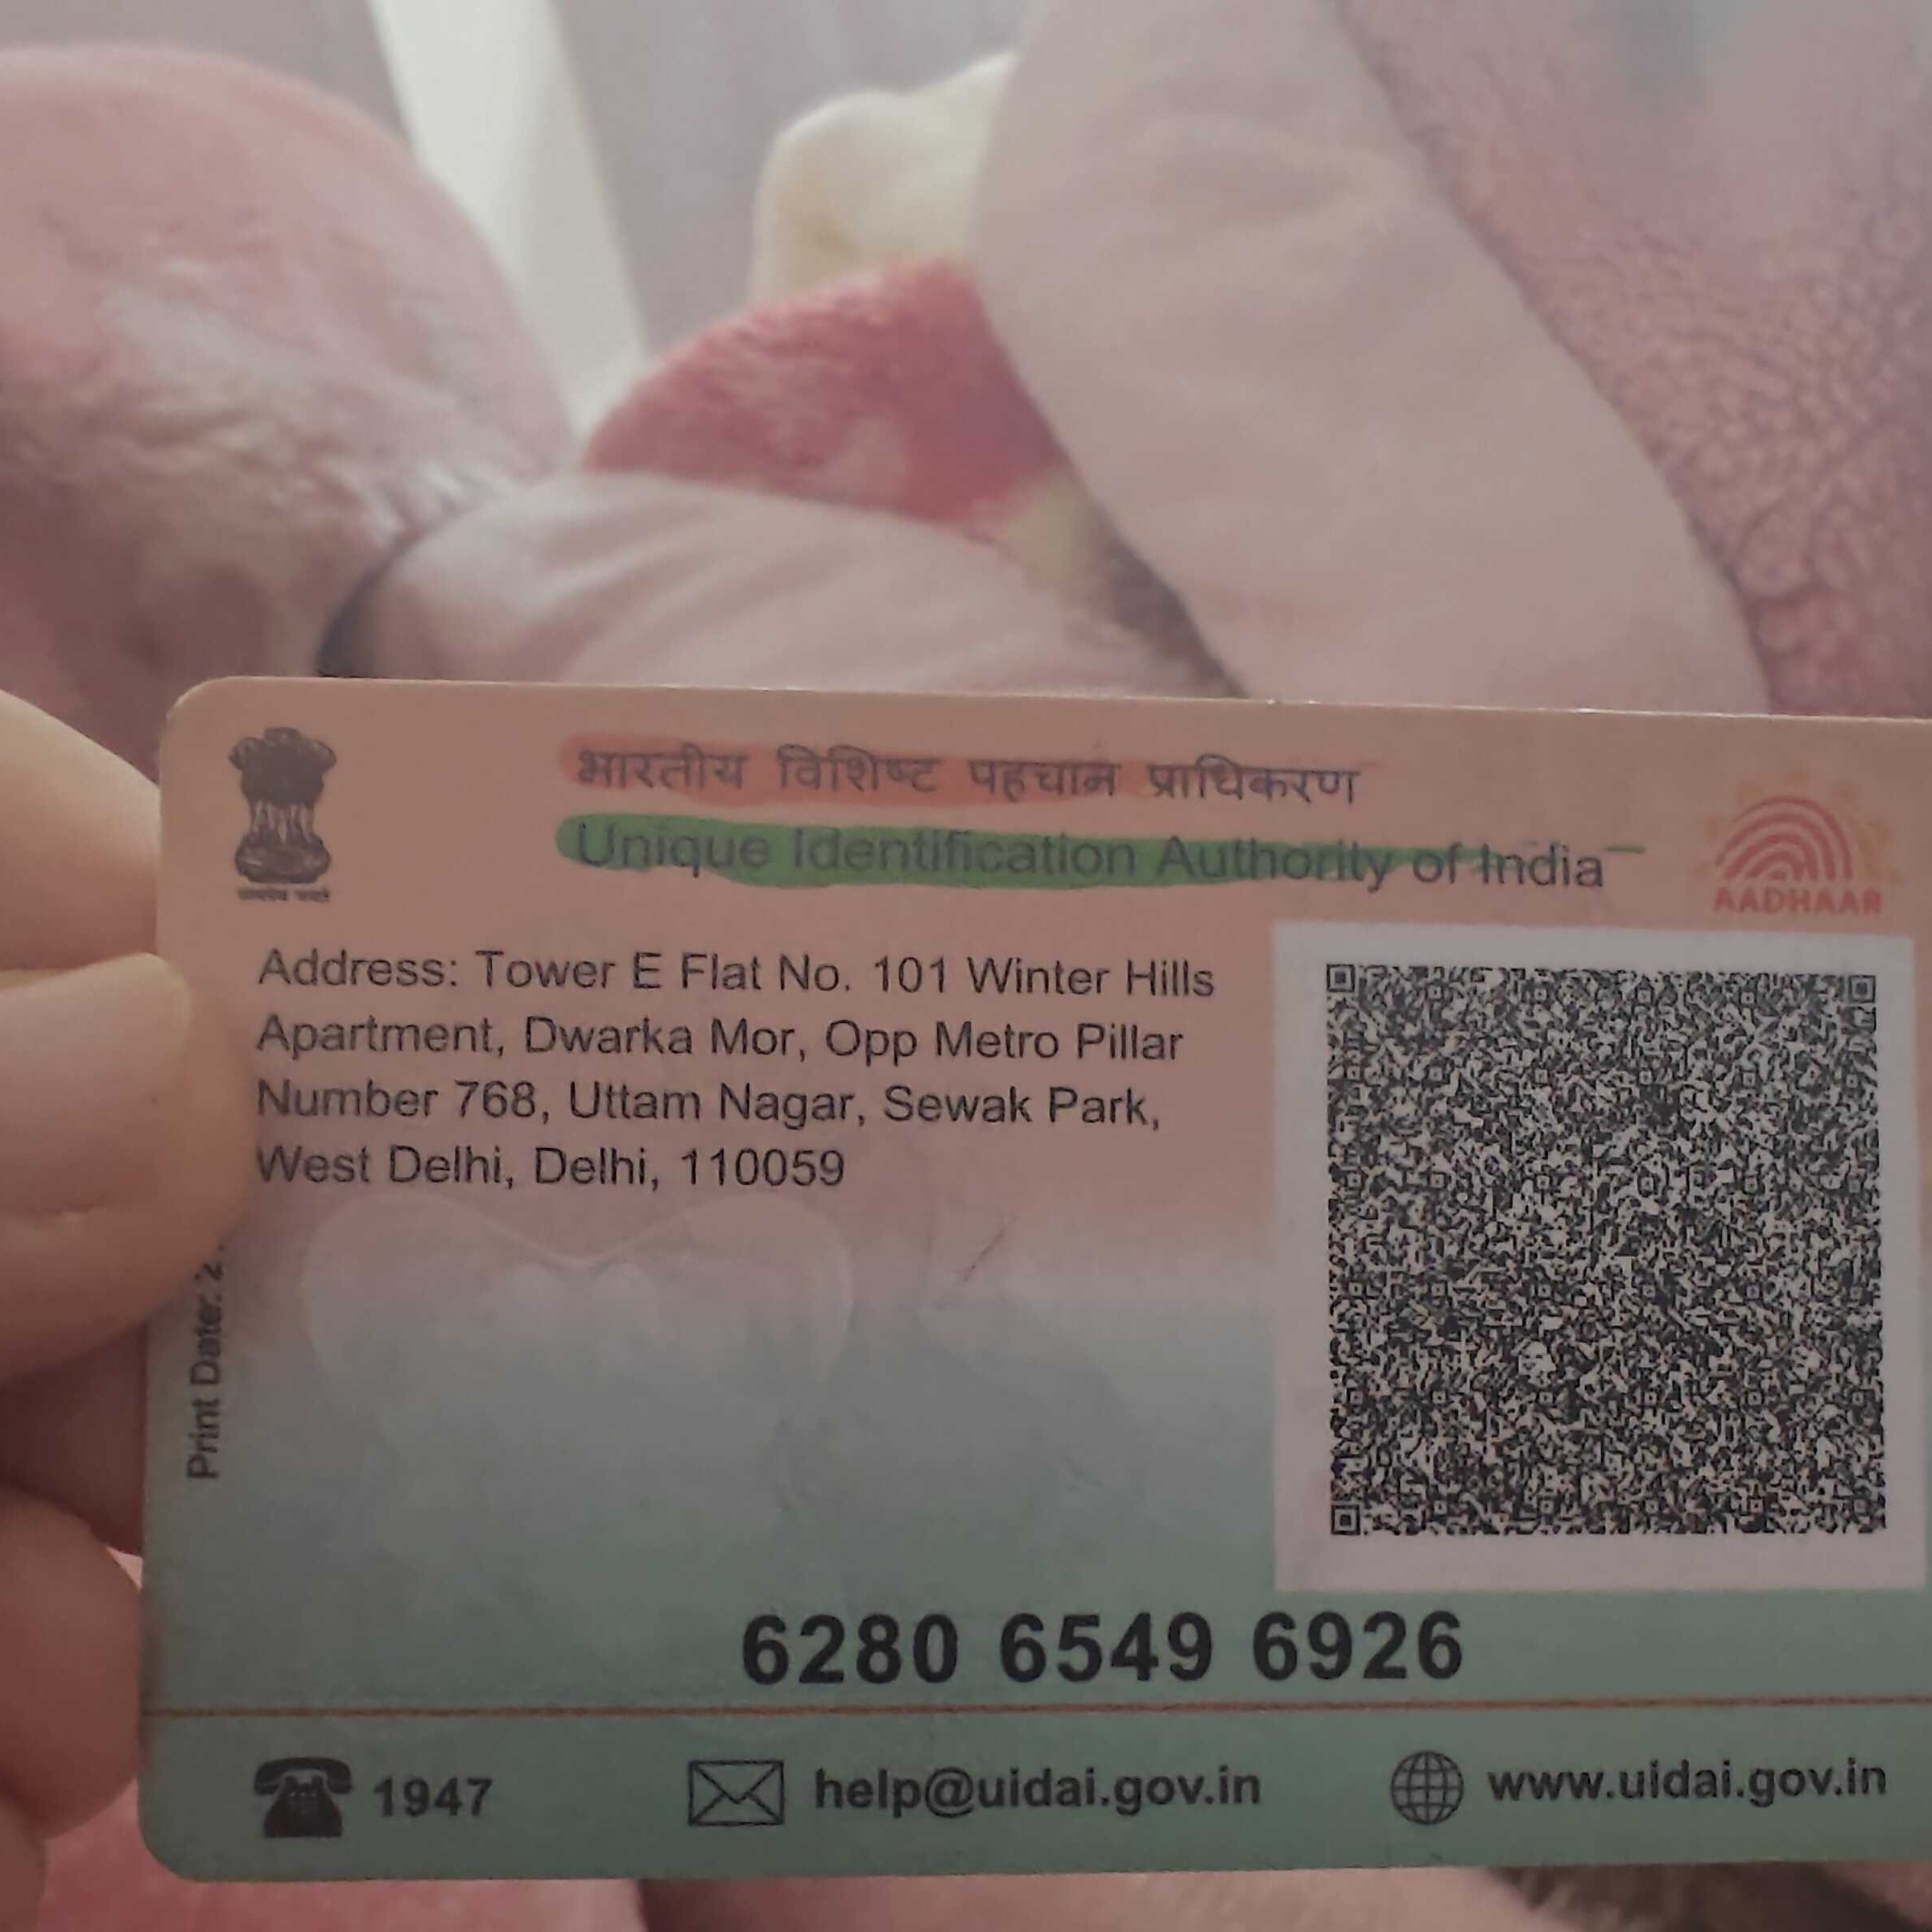 भारतीय विशिष्ट पहचान प्राधिकरण
Unique Identification Authority of India
AADHAAR
Address: Tower E Flat No. 101 Winter Hills
Apartment, Dwarka Mor, Opp Metro Pillar
Number 768, Uttam Nagar, Sewak Park,
West Delhi, Delhi, 110059
Print Date:
6280 6549 6926
1947
help@uidai.gov.in
www.uidai.gov.in